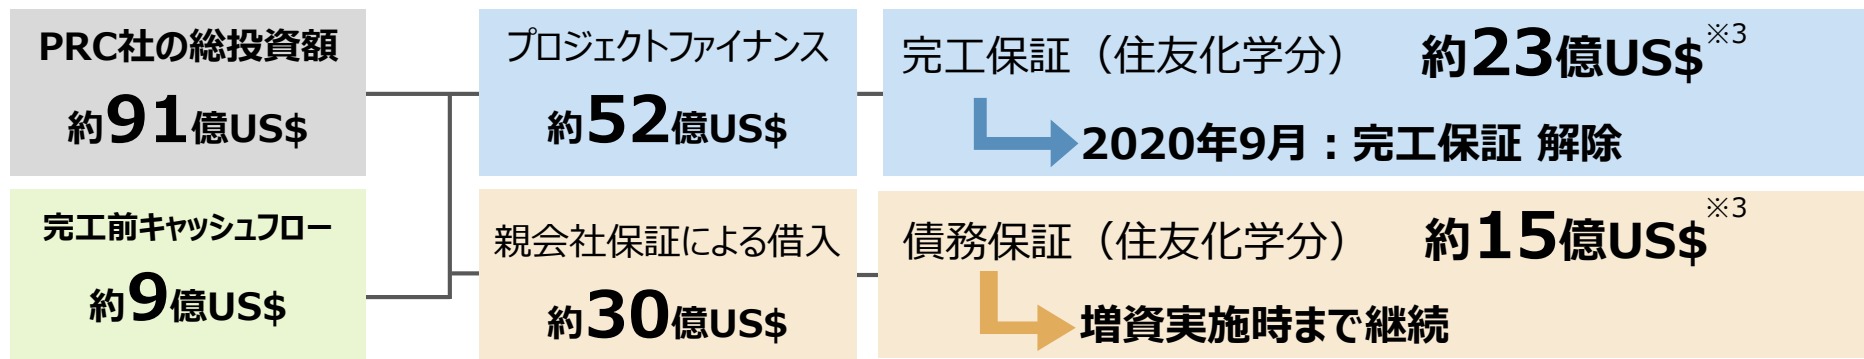 PRC社の総投資額
約91億US$
完工前キャッシュフロー
約9億US$
プロジェクトファイナンス
約52億US$
親会社保証による借入
約30億US$
完工保証（住友化学分） 約23億US$※3
2020年9月：完工保証 解除
債務保証（住友化学分） 約15億US$※3
増資実施時まで継続